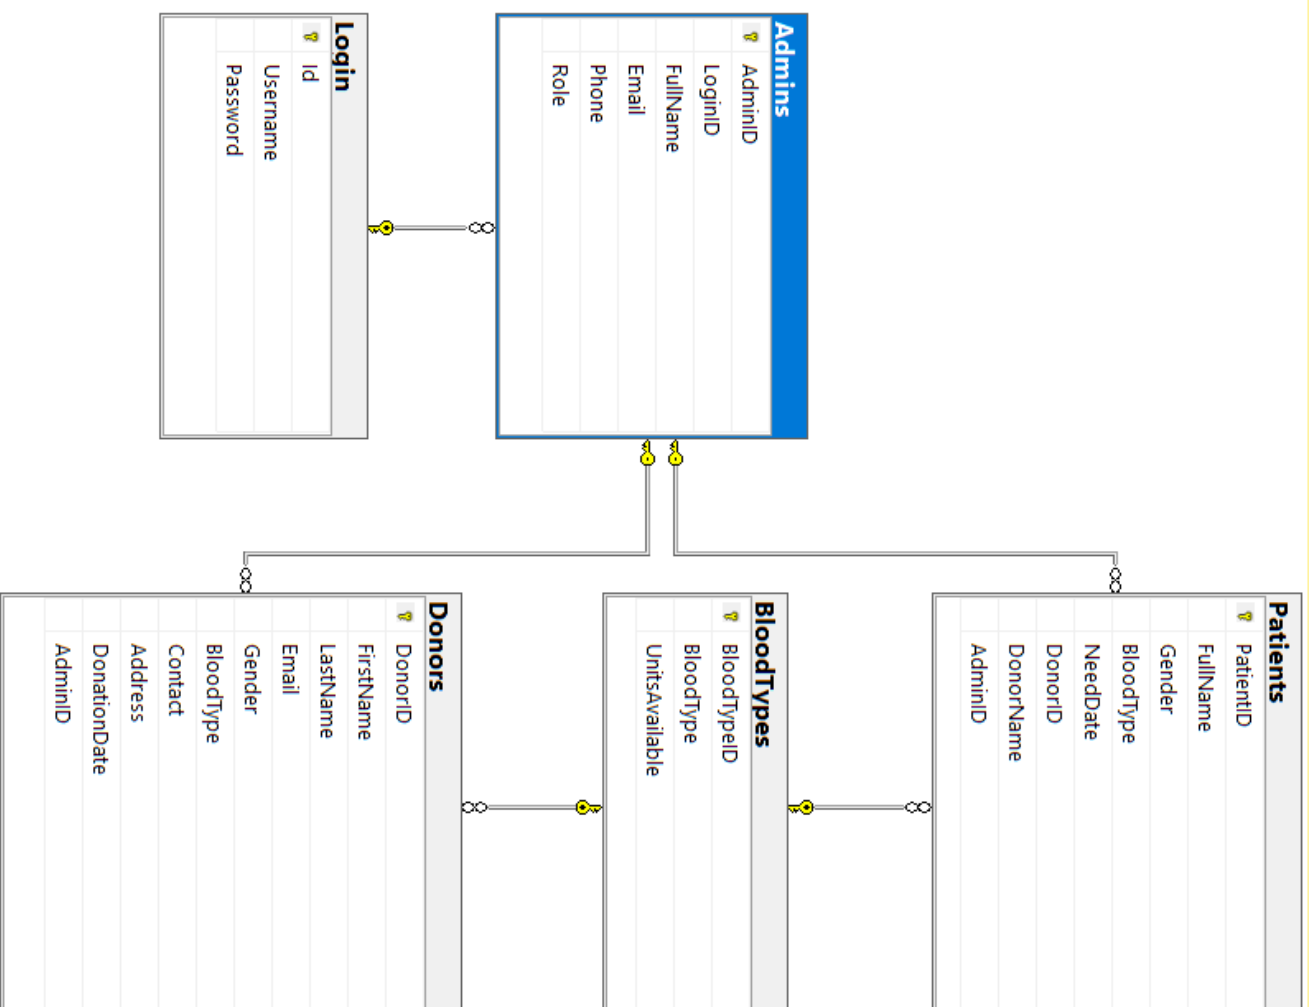 Patients
PatientID
FullName
Gender
BloodType
NeedDate
DonorID
DonorName
AdminID
Admins
AdminID
LoginID
FullName
Email
Phone
Role
BloodTypes
BloodTypeID
BloodType
UnitsAvailable
Login
Id
Username
Password
Donors
DonorID
FirstName
LastName
Email
Gender
BloodType
Contact
Address
DonationDate
AdminID